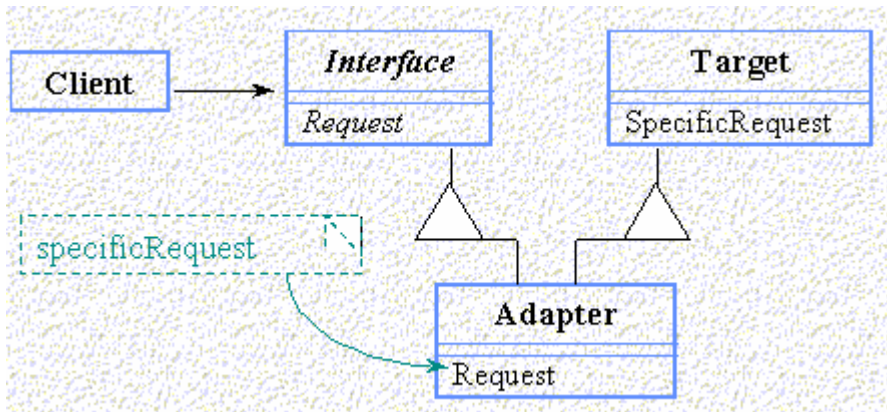 Client
Interface
Request
Target
SpecificRequest
specificRequest
Adapter
Request